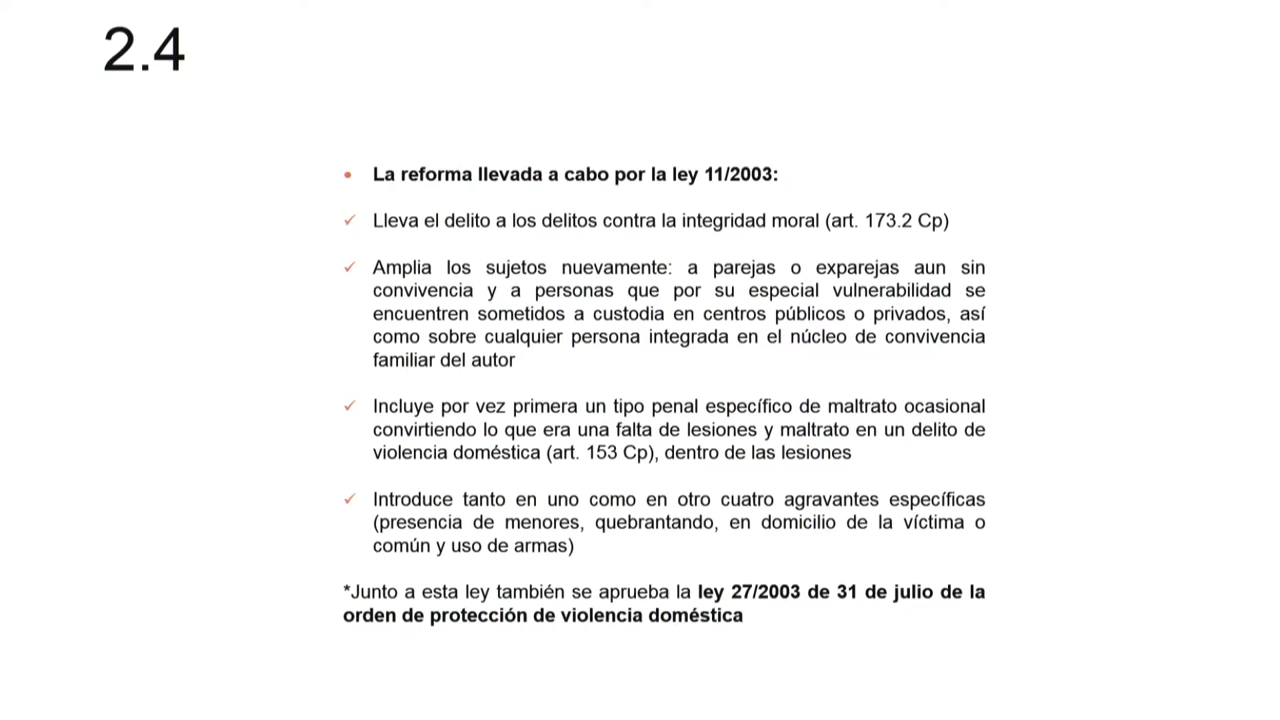 2.4
• La reforma llevada a cabo por la ley 11/2003:
✓ Lleva el delito a los delitos contra la integridad moral (art. 173.2 Cp)
✓ Amplia los sujetos nuevamente: a parejas o exparejas aun sin
convivencia y a personas que por su especial vulnerabilidad se
encuentren sometidos a custodia en centros públicos o privados, así
como sobre cualquier persona integrada en el núcleo de convivencia
familiar del autor
✓ Incluye por vez primera un tipo penal específico de maltrato ocasional
convirtiendo lo que era una falta de lesiones y maltrato en un delito de
violencia doméstica (art. 153 Cp), dentro de las lesiones
✓ Introduce tanto en uno como en otro cuatro agravantes específicas
(presencia de menores, quebrantando, en domicilio de la víctima o
común y uso de armas)
*Junto a esta ley también se aprueba la ley 27/2003 de 31 de julio de la
orden de protección de violencia doméstica